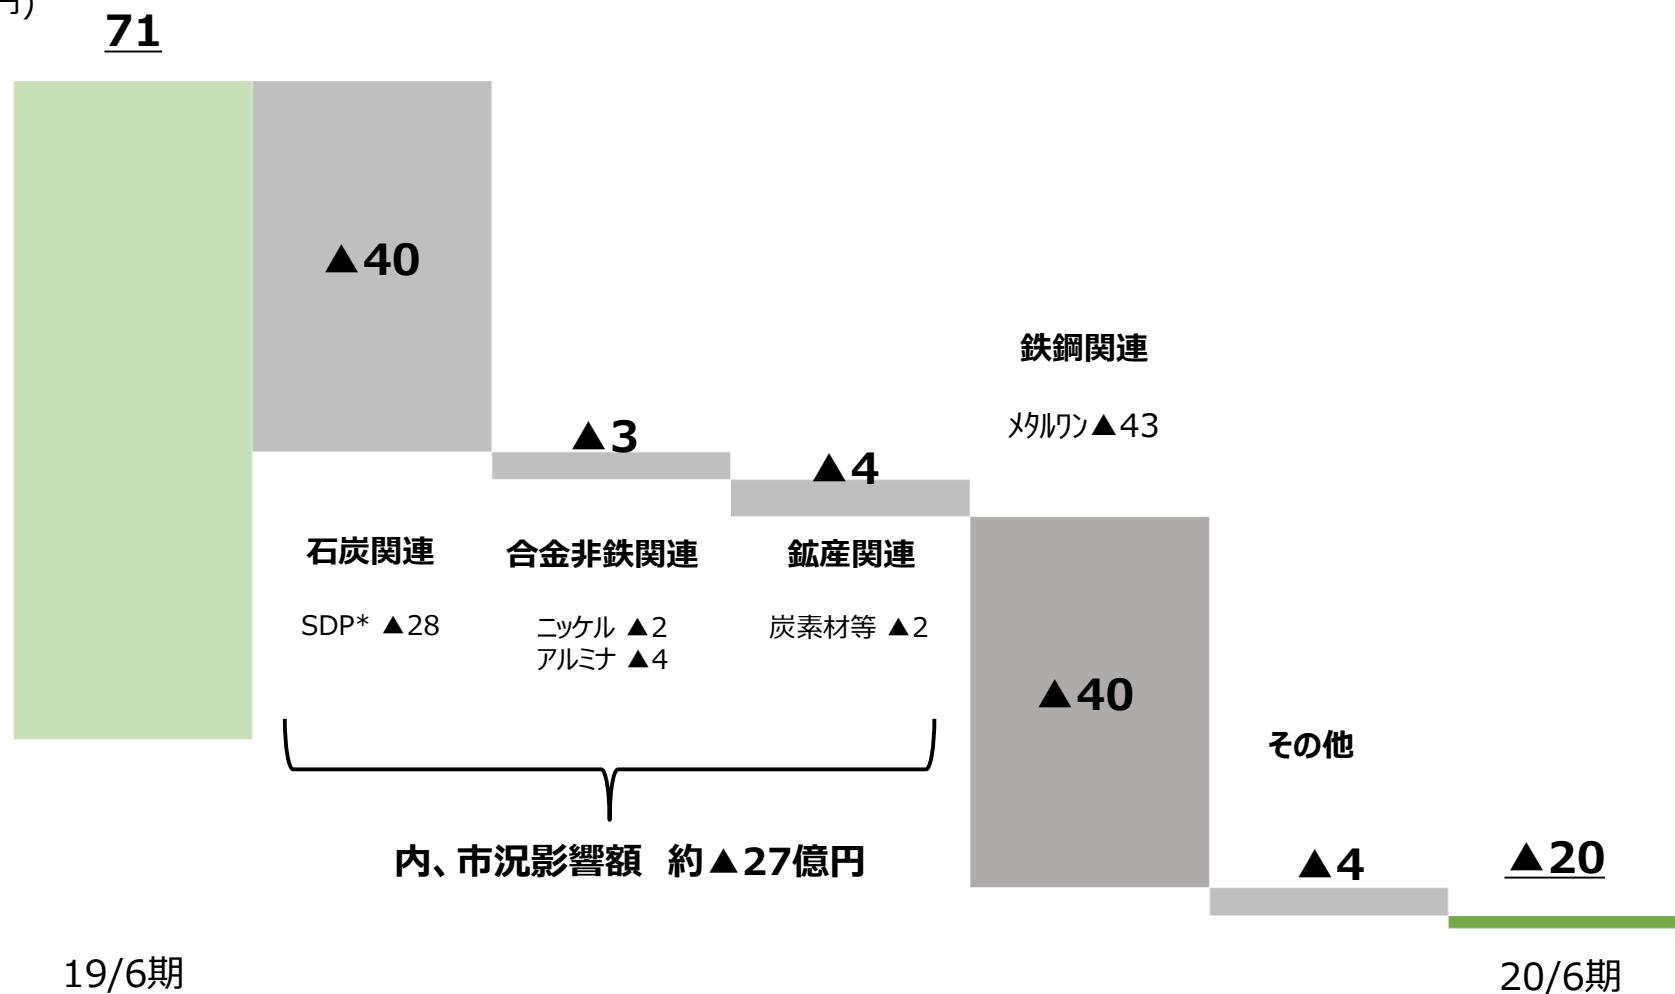 円)
71
▲40
▲3
▲4
鉄鋼関連
メタルワン▲43
石炭関連
SDP* ▲28
合金非鉄関連
ニッケル ▲2
アルミナ ▲4
鉱産関連
炭素材等 ▲2
▲40
その他
内、市況影響額 約▲27億円
▲4
▲20
19/6期
20/6期